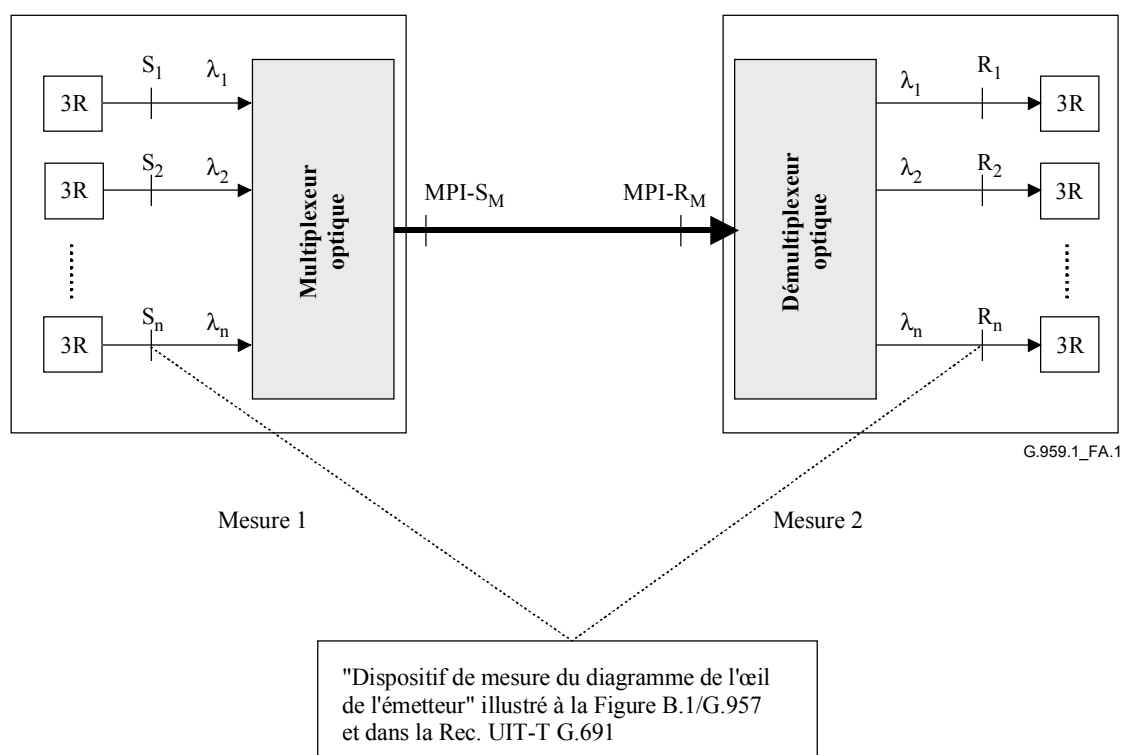 S1 λ1
3R
S2 λ2
3R
Sn λn
3R
Multiplexeur
optique
MPI-SM
MPI-RM
Démultiplexeur
optique
λ1 R1
3R
λ2 R2
3R
λn Rn
3R
G.959.1_FA.1
Mesure 1
Mesure 2
"Dispositif de mesure du diagramme de l'œil
de l'émetteur" illustré à la Figure B.1/G.957
et dans la Rec. UIT-T G.691